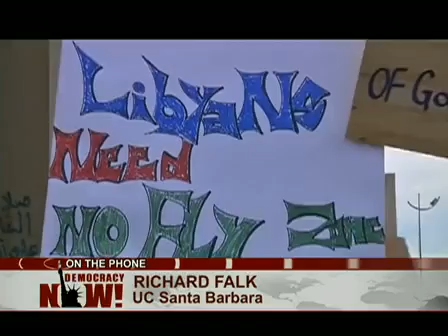 LibyaNs
OF Go
NeeD
NO FLy
ON THE PHONE
DEMOCRACY
NOW!
RICHARD FALK
UC Santa Barbara